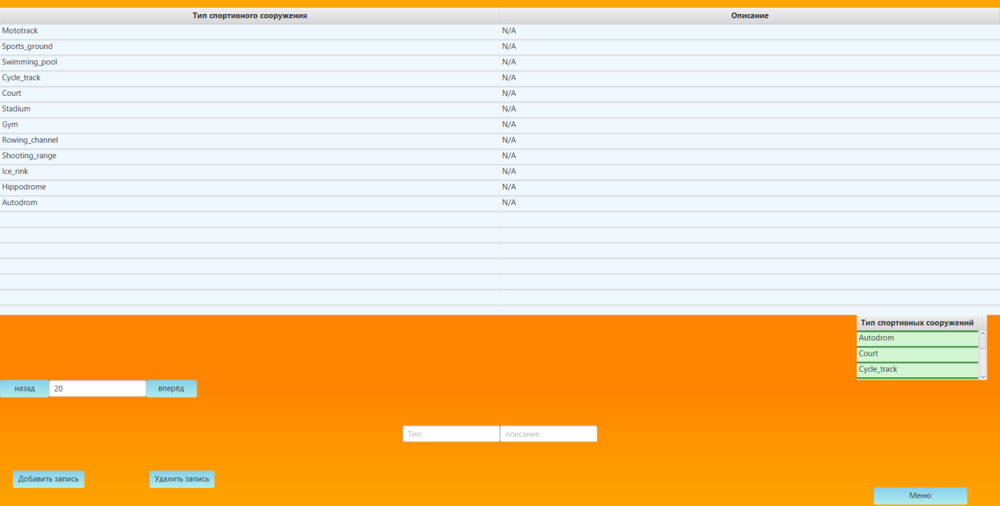 Тип спортивного сооружения Описание
Mototrack N/A
Sports_ground N/A
Swimming_pool N/A
Cycle_track N/A
Court N/A
Stadium N/A
Gym N/A
Rowing_channel N/A
Shooting_range N/A
Ice_rink N/A
Hippodrome N/A
Autodrom N/A
Тип спортивных сооружений
Autodrom
Court
Cycle_track
назад 20 вперёд
Тип описание
Добавить запись Удалить запись
Меню